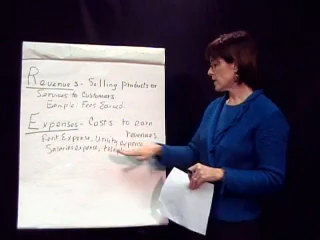 Revenues - Selling products or
Services to Customers
Example: Fees Earned
Expenses - Costs to earn
revenues
Rent Expense, Utility expense
Salaries expense,